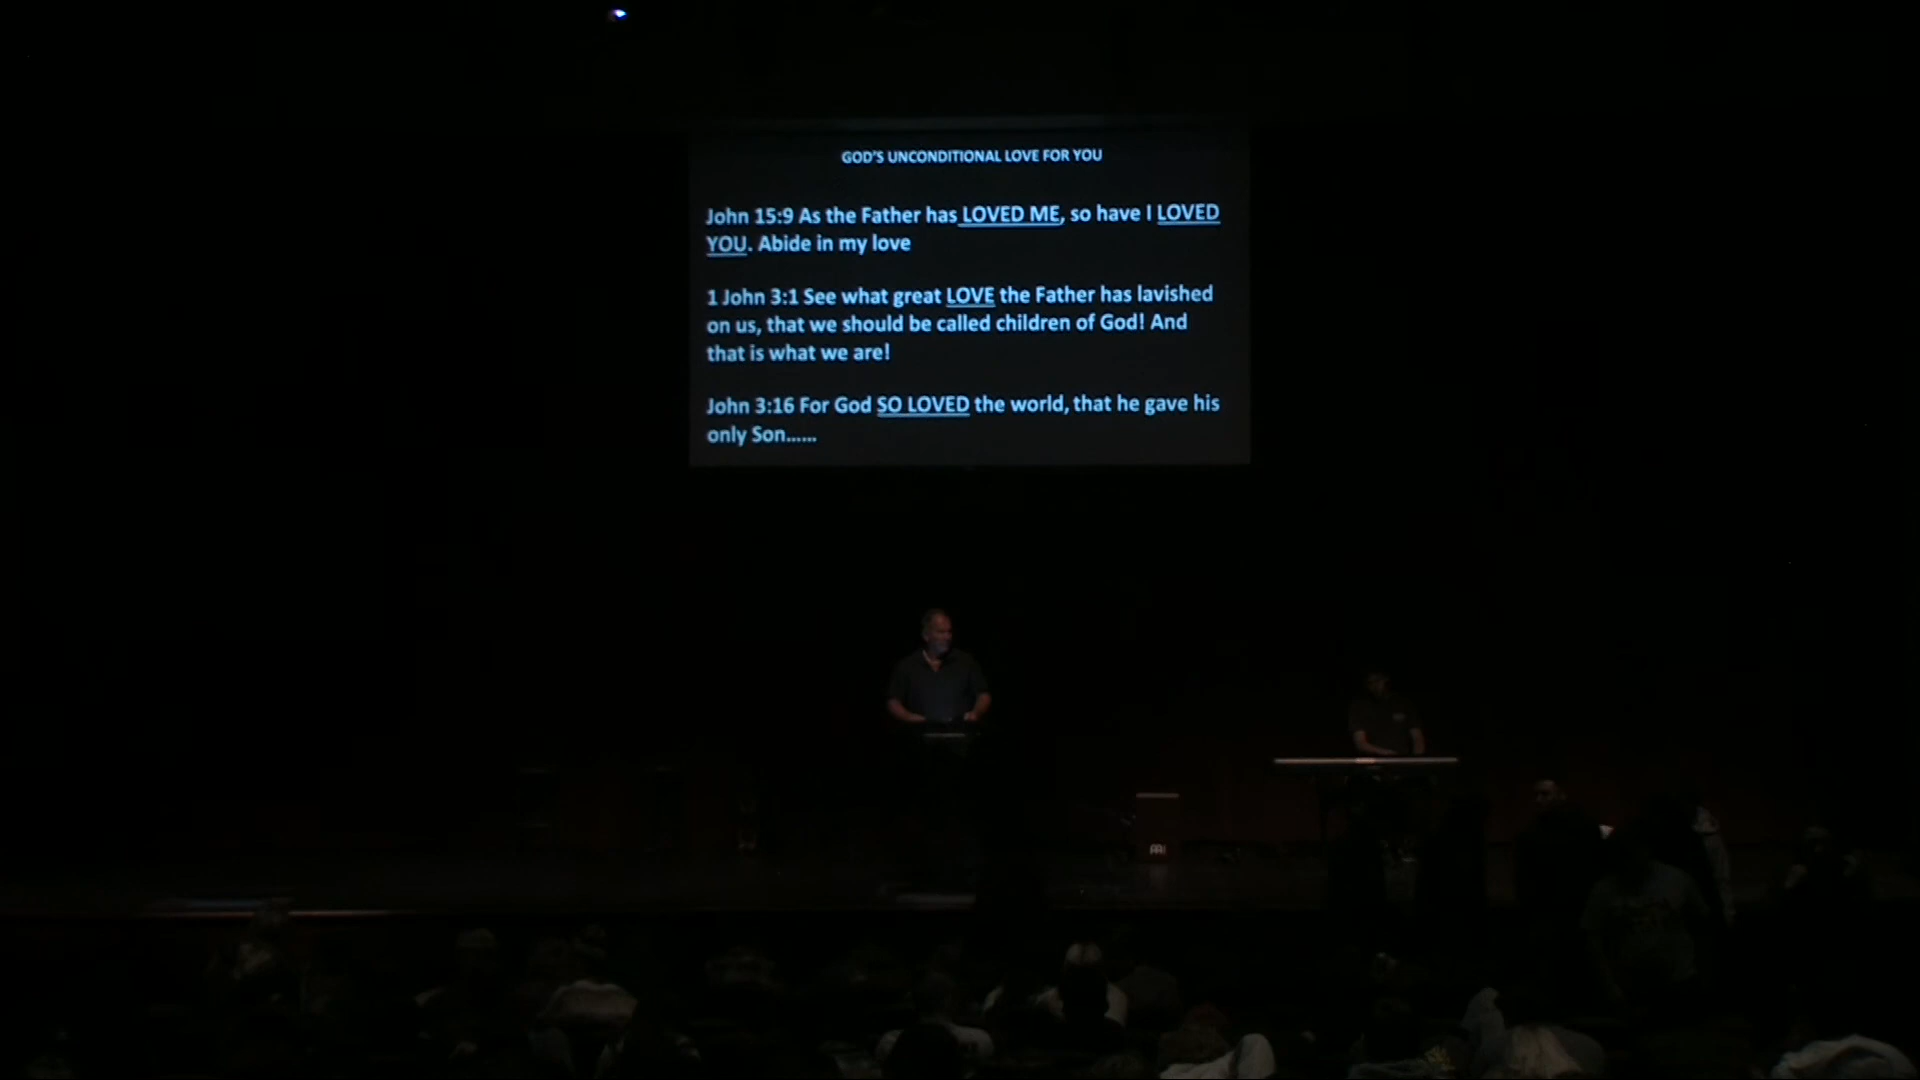 GOD'S UNCONDITIONAL LOVE FOR YOU
John 15:9 As the Father has LOVED ME, so have I LOVED
YOU. Abide in my love
1 John 3:1 See what great LOVE the Father has lavished
on us, that we should be called children of God! And
that is what we are!
John 3:16 For God SO LOVED the world, that he gave his
only Son......